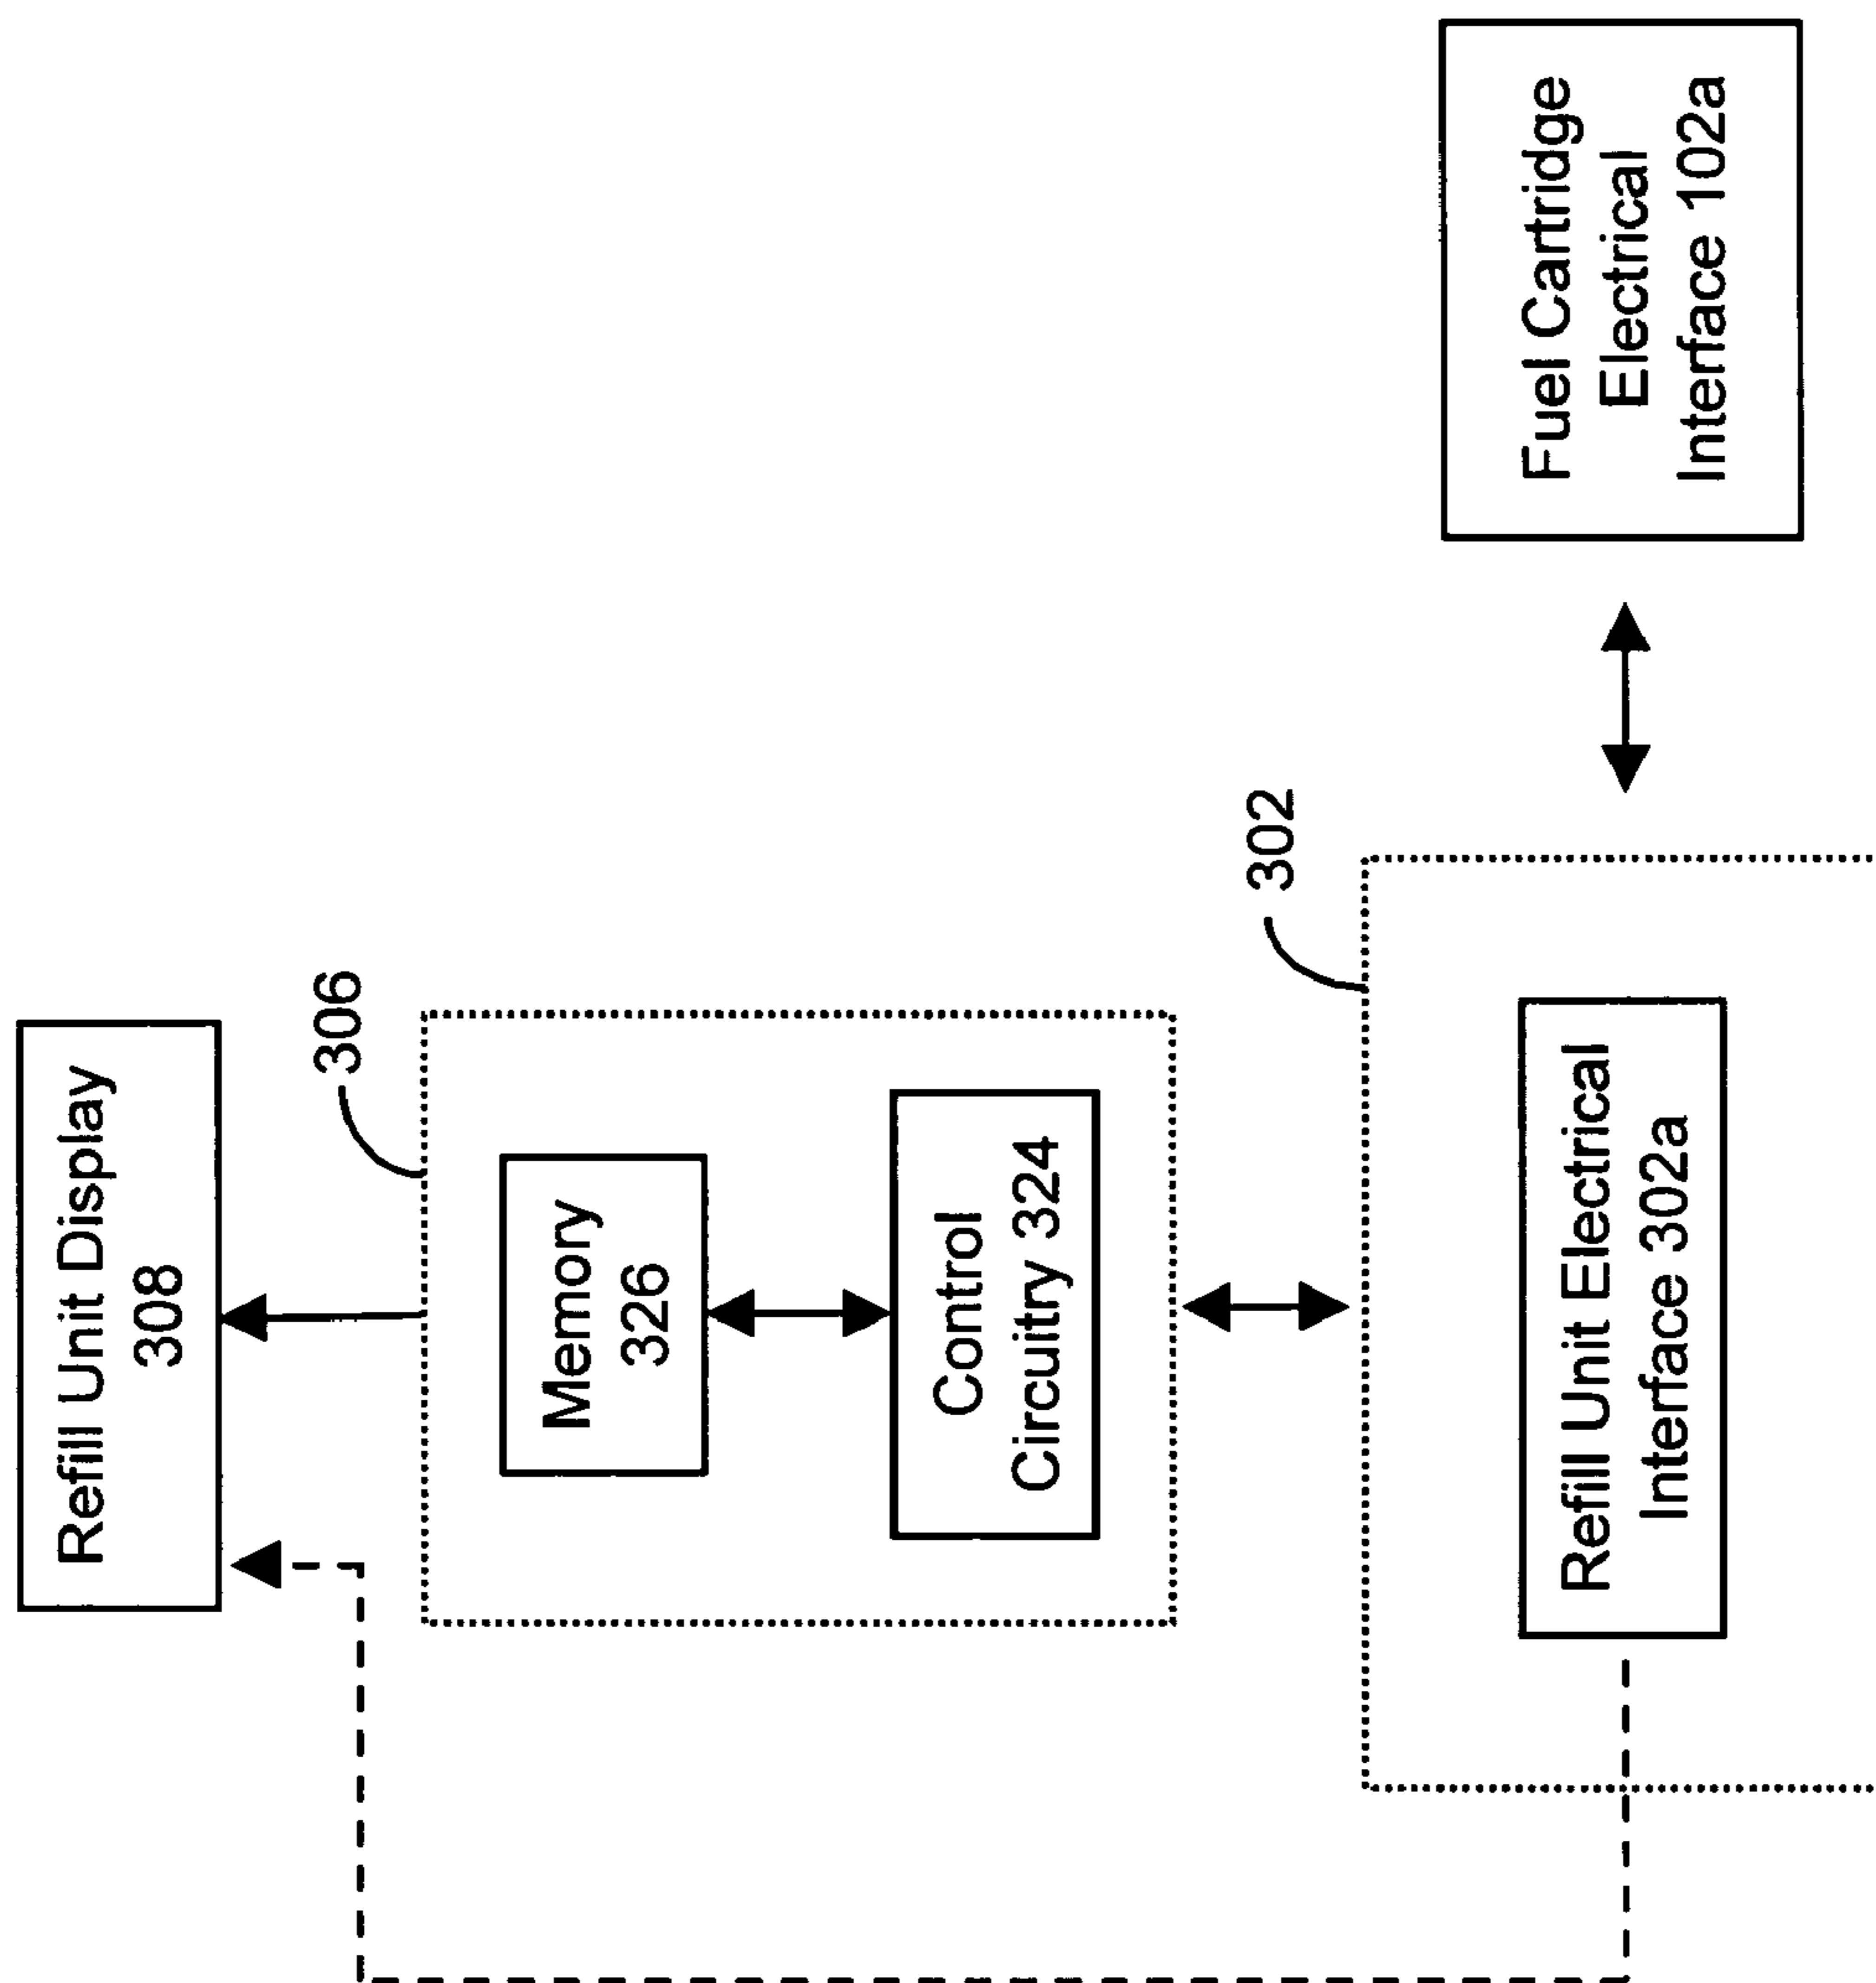 Refill Unit Display
308
306
Memory
326
Control
Circuitry 324
302
Refill Unit Electrical
Interface 302a
Fuel Cartridge
Electrical
Interface 102a